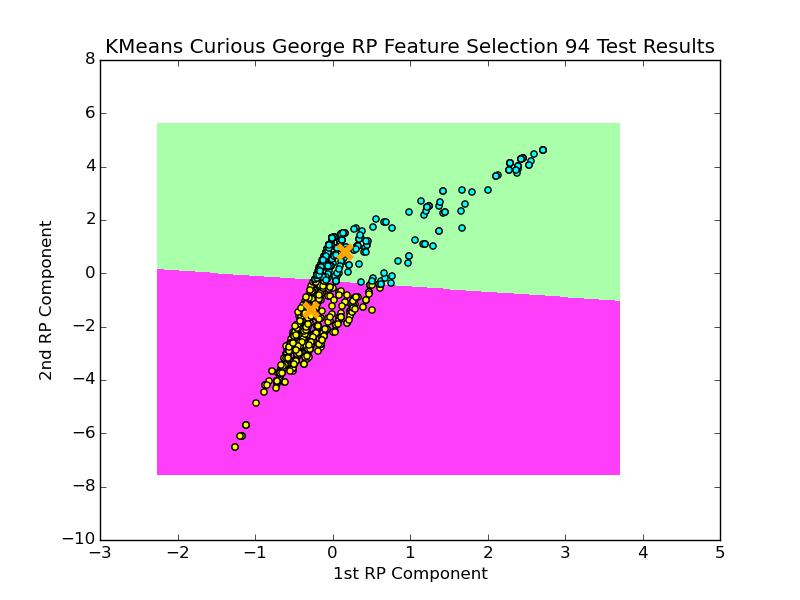 KMeans Curious George RP Feature Selection 94 Test Results
8
6
4
2
0
−2
−4
−6
−8
−10
2nd RP Component
−3 −2 −1 0 1 2 3 4 5
1st RP Component